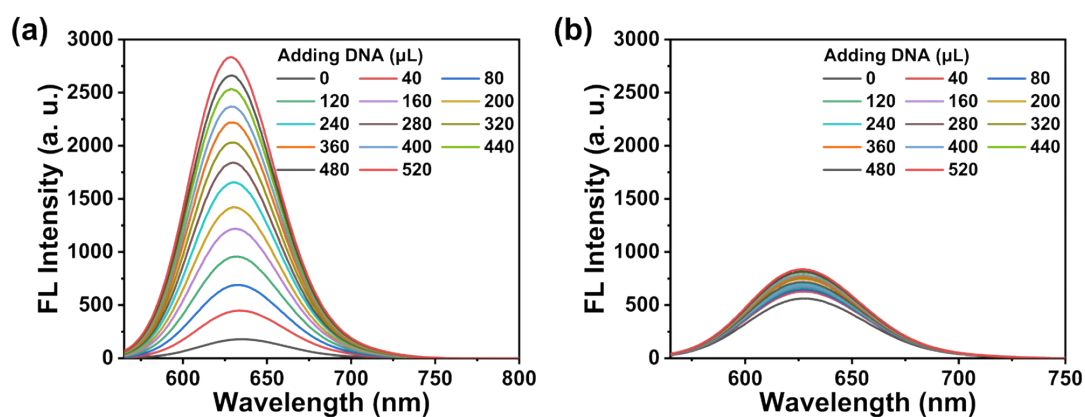 (a)
FL Intensity (a. u.)
3000
2500
2000
1500
1000
500
0
Adding DNA (µL)
0 40 80
120 160 200
240 280 320
360 400 440
480 520
600 650 700 750 800
Wavelength (nm)
(b)
FL Intensity (a. u.)
3000
2500
2000
1500
1000
500
0
Adding DNA (µL)
0 40 80
120 160 200
240 280 320
360 400 440
480 520
600 650 700 750
Wavelength (nm)